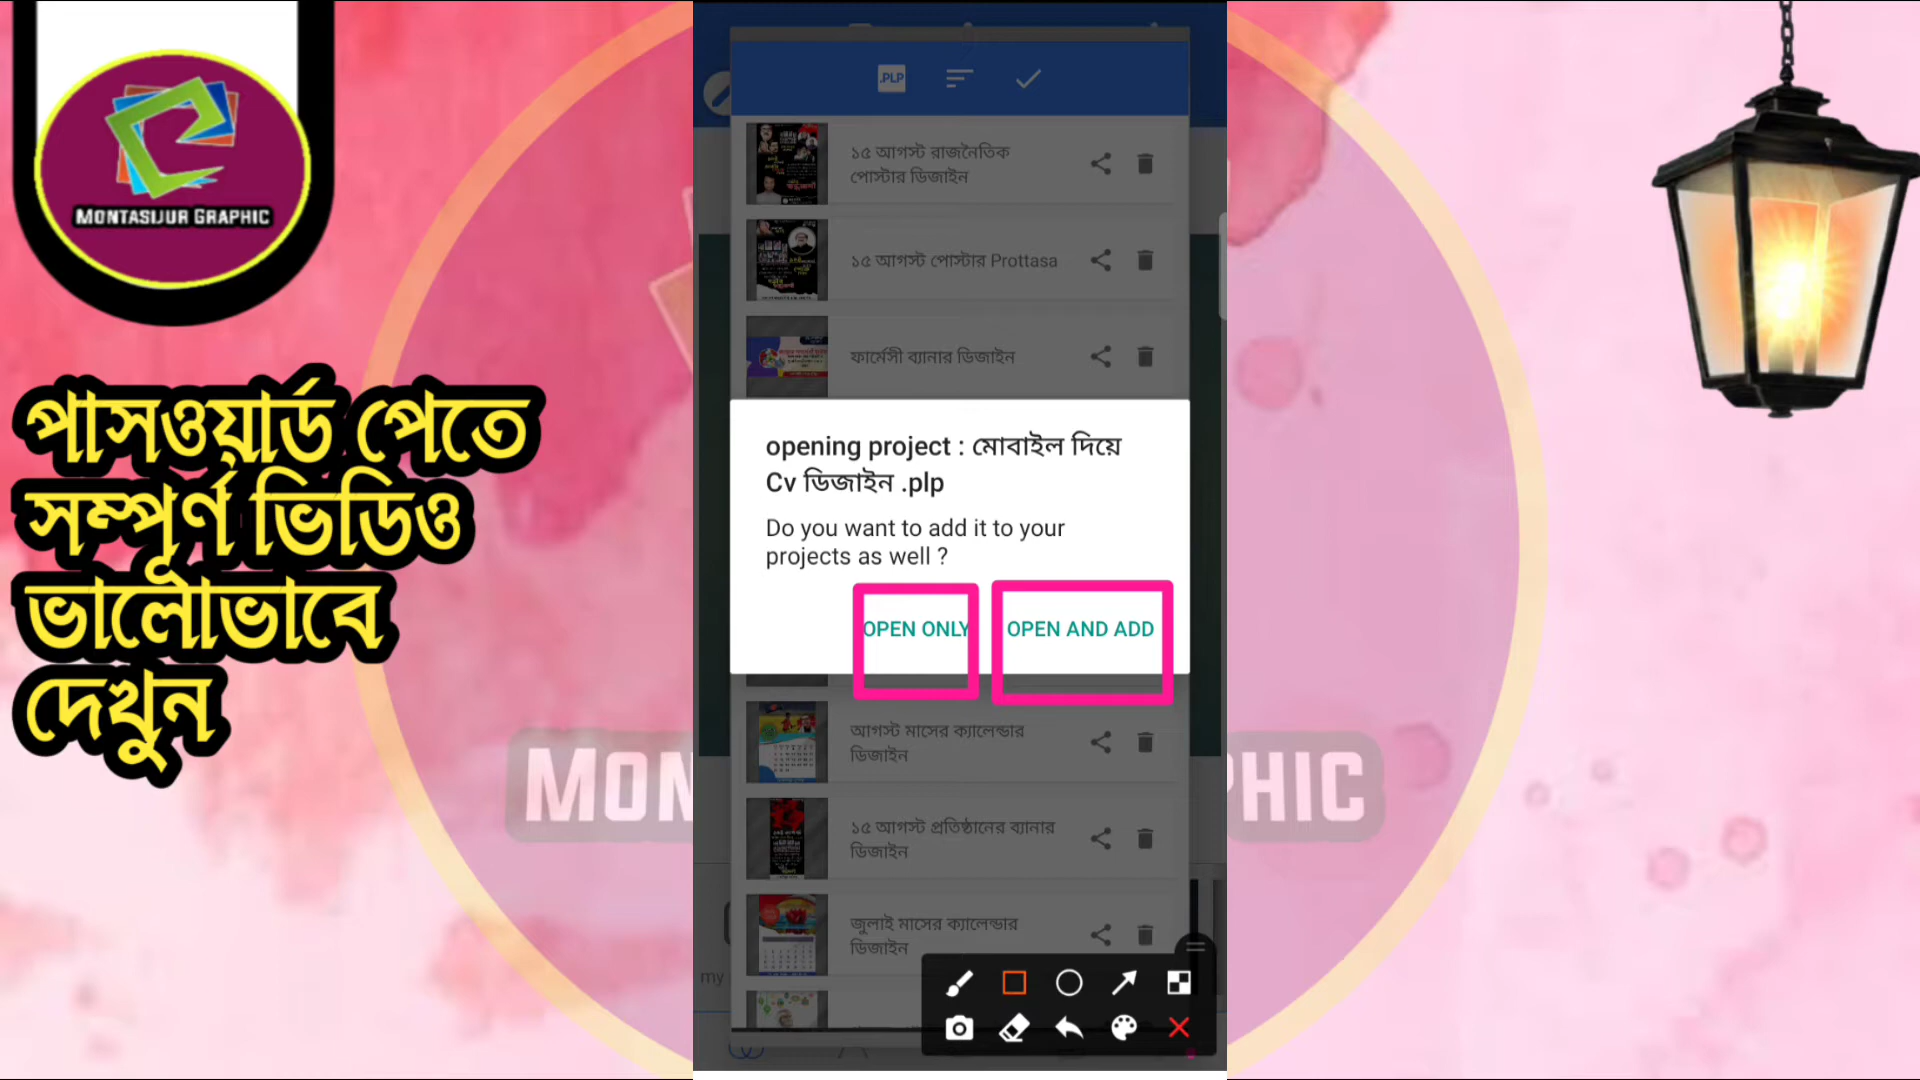 MONTASIJUR GRAPHIC
পাসওয়ার্ড পেতে
সম্পূর্ণ ভিডিও
ভালোভাবে
দেখুন
.PLP
১৫ আগস্ট রাজনৈতিক
পোস্টার ডিজাইন
১৫ আগস্ট পোস্টার Prottasa
ফার্মেসী ব্যানার ডিজাইন
opening project : মোবাইল দিয়ে
Cv ডিজাইন .plp
Do you want to add it to your
projects as well ?
OPEN ONLY
OPEN AND ADD
আগস্ট মাসের ক্যালেন্ডার
ডিজাইন
MON
PHIC
১৫ আগস্ট প্রতিষ্ঠানের ব্যানার
ডিজাইন
জুলাই মাসের ক্যালেন্ডার
ডিজাইন
my